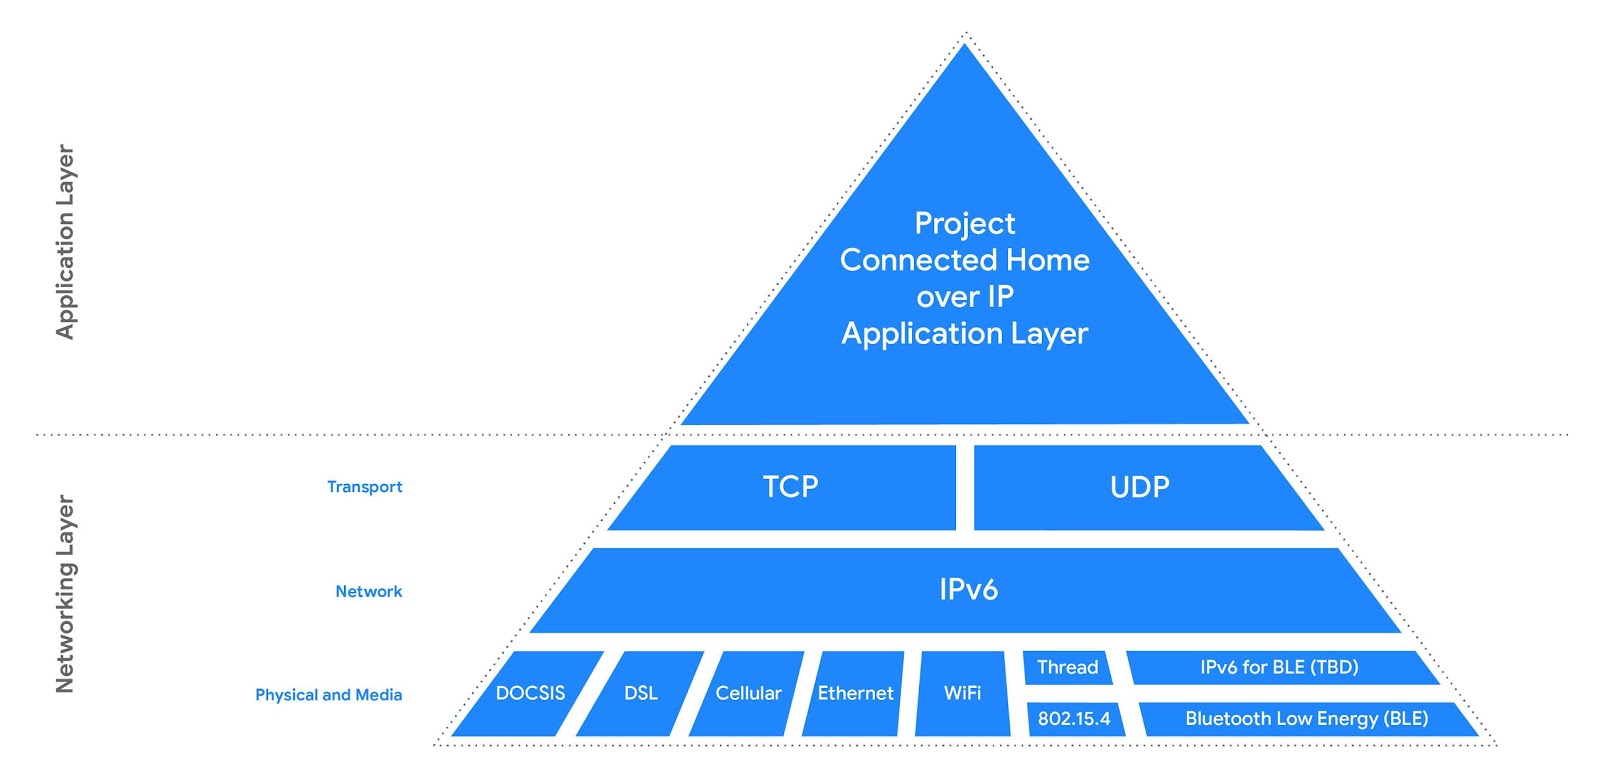 Application Layer
Project
Connected Home
over IP
Application Layer
Networking Layer
Transport
TCP
UDP
Network
IPv6
Physical and Media
DOCSIS
DSL
Cellular
Ethernet
WiFi
Thread
802.15.4
IPv6 for BLE (TBD)
Bluetooth Low Energy (BLE)